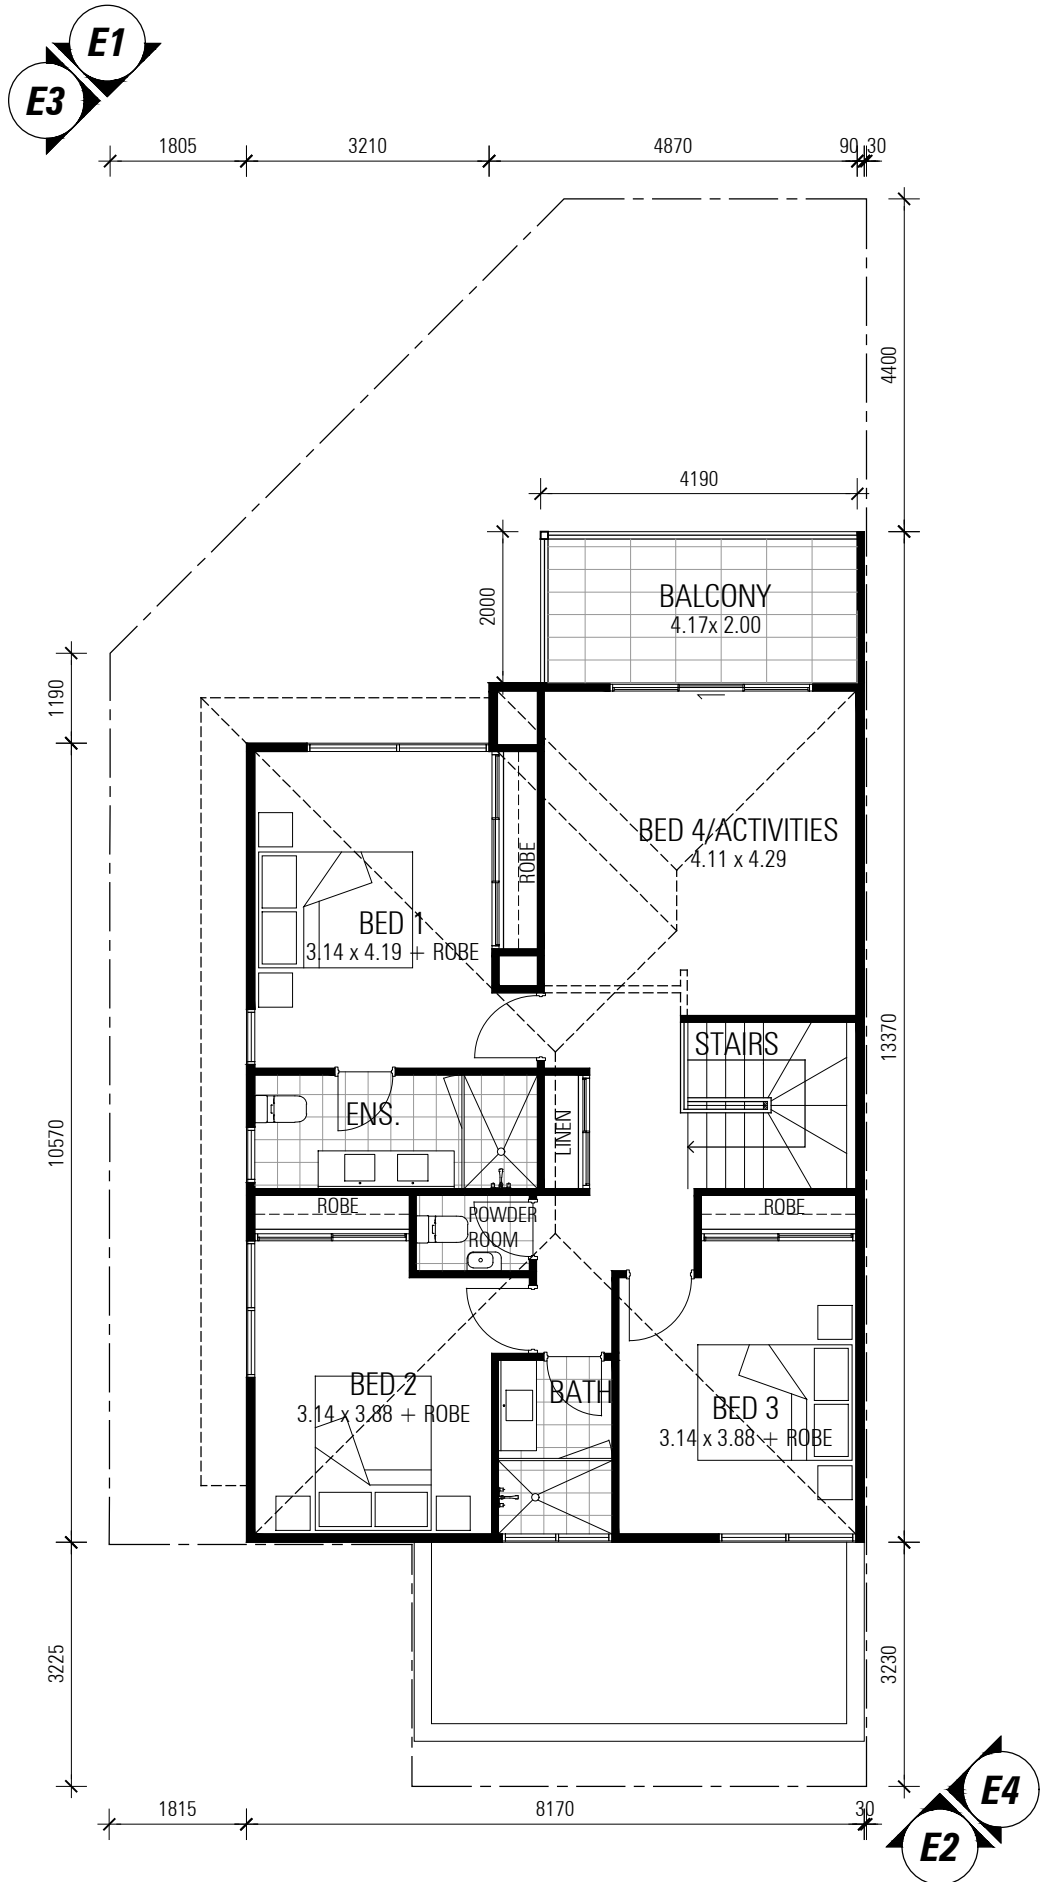 E1
E3
1805
3210
4870
90
30
4400
4190
2000
BALCONY
4.17x 2.00
1190
BED 4/ACTIVITIES
4.11 x 4.29
ROBE
BED 1
3.14 x 4.19 + ROBE
13370
STAIRS
10570
ENS.
LINEN
ROBE
POWDER
ROOM
ROBE
BED 2
3.14 x 3.88 + ROBE
BATH
BED 3
3.14 x 3.88 + ROBE
3225
3230
E4
1815
8170
30
E2